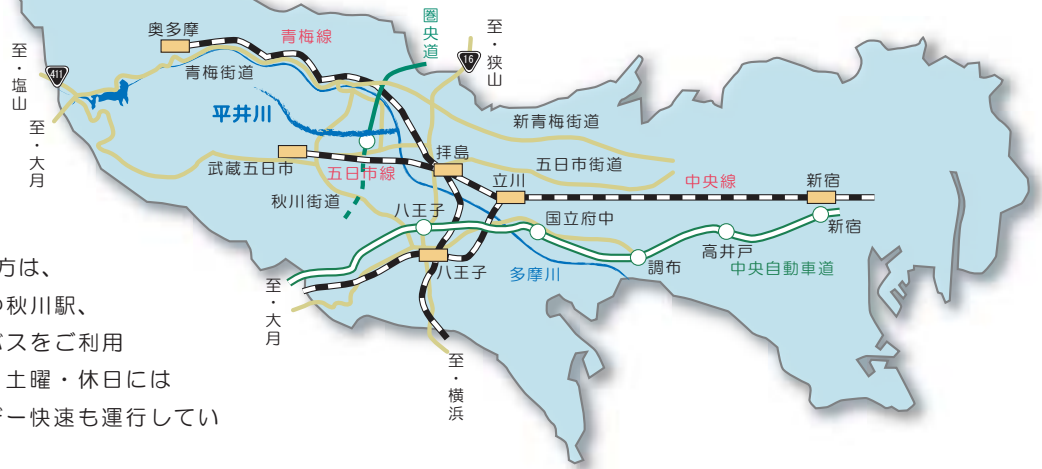 奥多摩
青梅線
圏央道
16
至・狭山
至・塩山
411
青梅街道
至・大月
平井川
新青梅街道
拝島
五日市街道
武蔵五日市
五日市線
立川
中央線
新宿
秋川街道
八王子
国立府中
新宿
高井戸
調布
中央自動車道
八王子
多摩川
至・大月
至・横浜
方は、
秋川駅、
バスをご利用
土曜・休日には
デー快速も運行してい